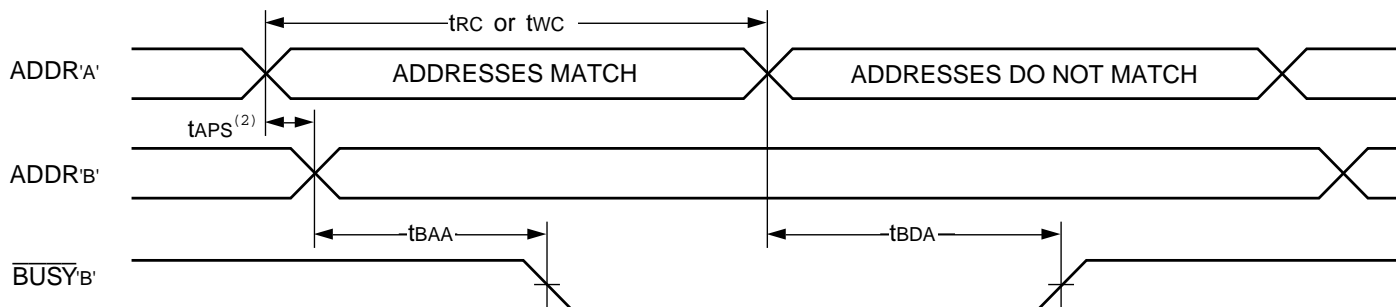 tRC or tWC
ADDR'A'
ADDRESSES MATCH
ADDRESSES DO NOT MATCH
tAPS(2)
ADDR'B'
tBAA
tBDA
BUSY'B'